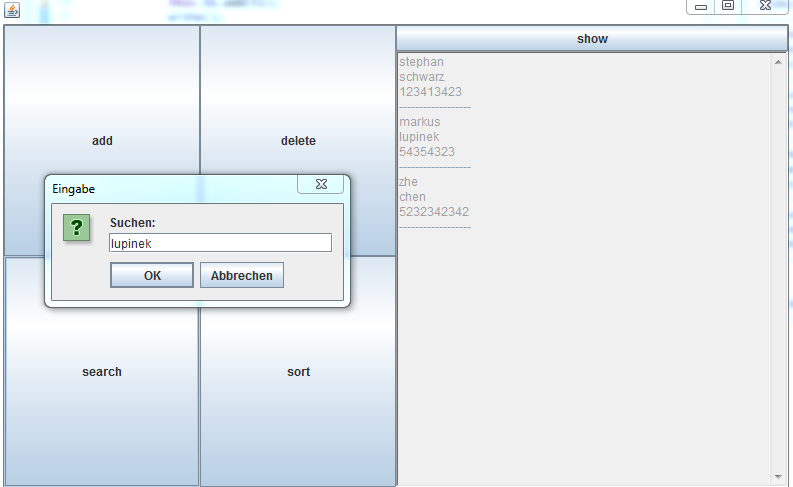 show
stephan
schwarz
123413423
--------------------
markus
lupinek
54354323
--------------------
zhe
chen
5232342342
--------------------
add
delete
Eingabe
?
Suchen:
lupinek
OK
Abbrechen
search
sort